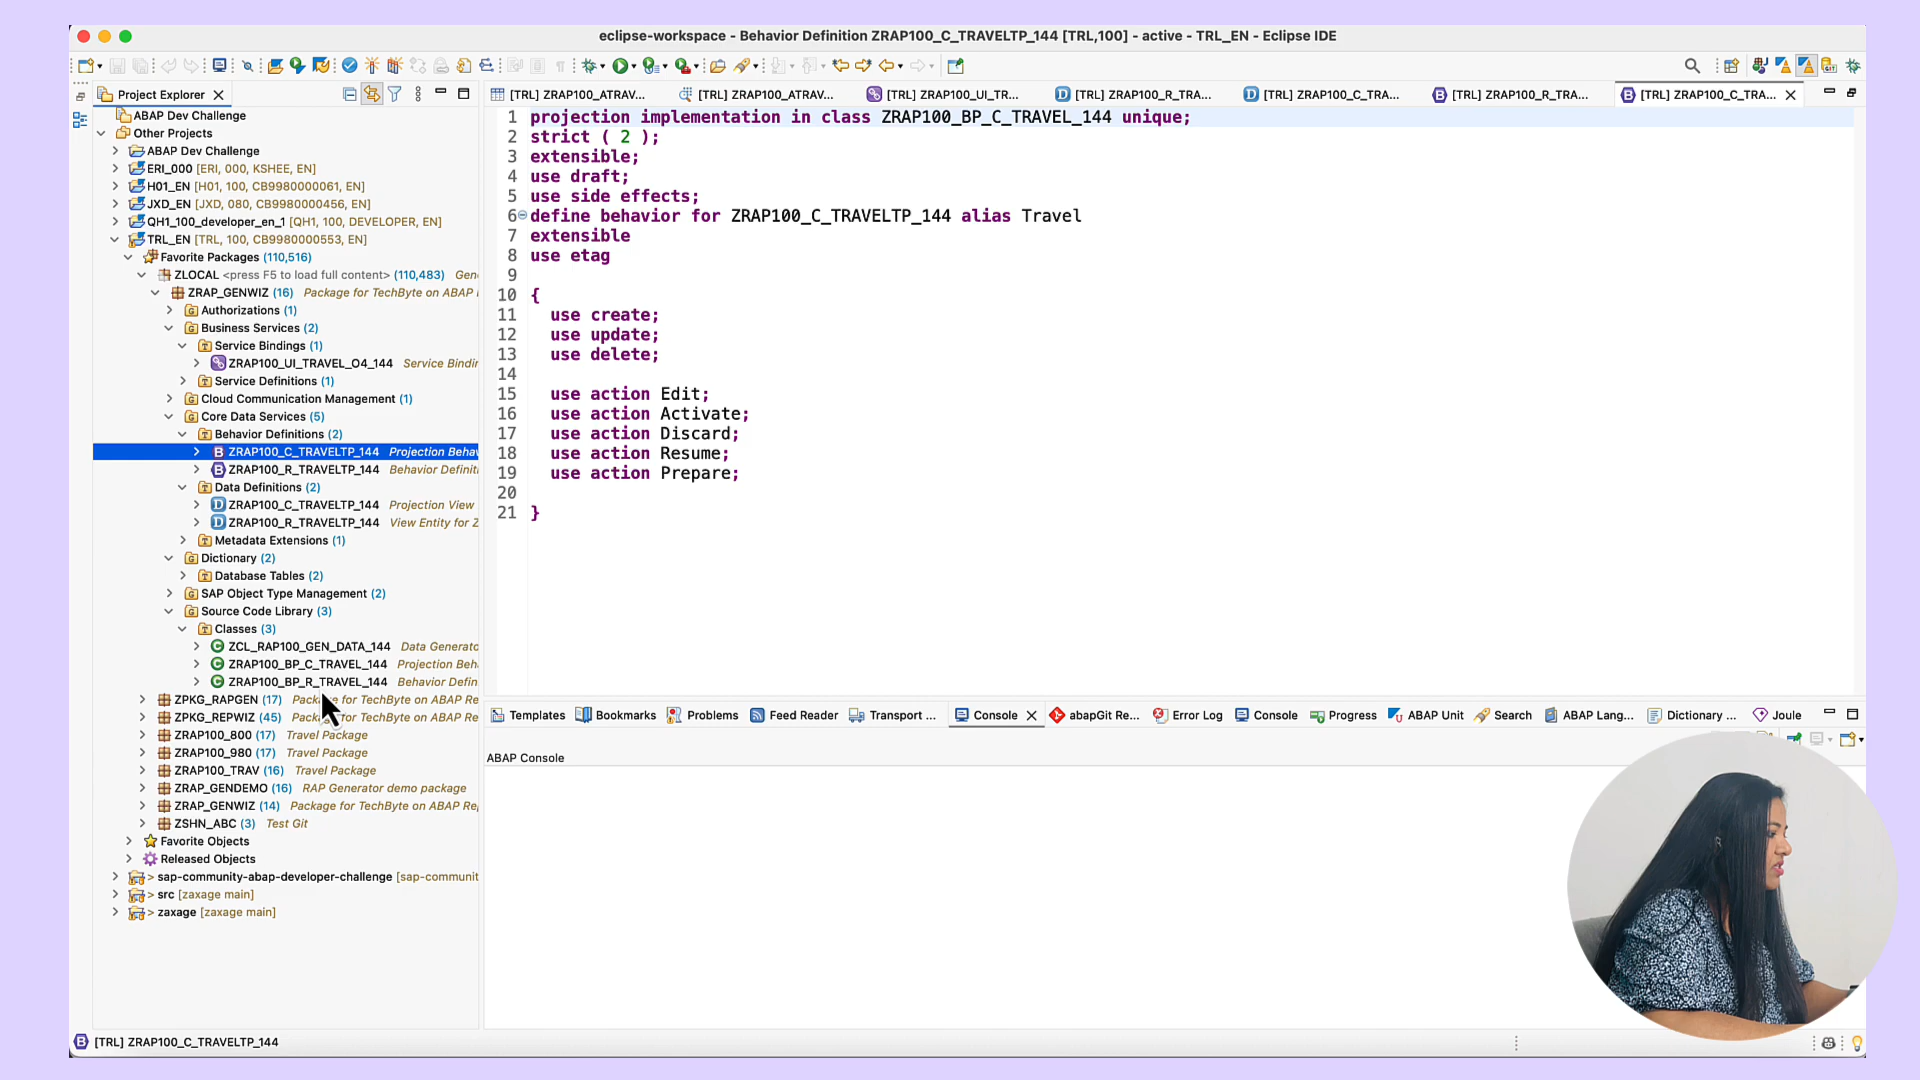 eclipse-workspace - Behavior Definition ZRAP100_C_TRAVELTP_144 [TRL,100] - active - TRL_EN - Eclipse IDE
Project Explorer
[TRL] ZRAP100_ATRAV...
[TRL] ZRAP100_ATRAV...
[TRL] ZRAP100_UI_TR...
[TRL] ZRAP100_R_TRA...
[TRL] ZRAP100_C_TRA...
[TRL] ZRAP100_R_TRA...
[TRL] ZRAP100_C_TRA...
ABAP Dev Challenge
Other Projects
ABAP Dev Challenge
ERI_000 [ERI, 000, KSHEE, EN]
H01_EN [H01, 100, CB9980000061, EN]
JXD_EN [JXD, 080, CB9980000456, EN]
QH1_100_developer_en_1 [QH1, 100, DEVELOPER, EN]
TRL_EN [TRL, 100, CB9980000553, EN]
Favorite Packages (110,516)
ZLOCAL <press F5 to load full content> (110,483) Gen
ZRAP_GENWIZ (16) Package for TechByte on ABAP
Authorizations (1)
Business Services (2)
Service Bindings (1)
ZRAP100_UI_TRAVEL_O4_144 Service Bindi
Service Definitions (1)
Cloud Communication Management (1)
Core Data Services (5)
Behavior Definitions (2)
ZRAP100_C_TRAVELTP_144 Projection Beha
ZRAP100_R_TRAVELTP_144 Behavior Definiti
Data Definitions (2)
ZRAP100_C_TRAVELTP_144 Projection View
ZRAP100_R_TRAVELTP_144 View Entity for Z
Metadata Extensions (1)
Dictionary (2)
Database Tables (2)
SAP Object Type Management (2)
Source Code Library (3)
Classes (3)
ZCL_RAP100_GEN_DATA_144 Data Generato
ZRAP100_BP_C_TRAVEL_144 Projection Beh
ZRAP100_BP_R_TRAVEL_144 Behavior Defin
ZPKG_RAPGEN (17) Package for TechByte on ABAP Re
ZPKG_REPWIZ (45) Package for TechByte on ABAP Re
ZRAP100_800 (17) Travel Package
ZRAP100_980 (17) Travel Package
ZRAP100_TRAV (16) Travel Package
ZRAP_GENDEMO (16) RAP Generator demo package
ZRAP_GENWIZ (14) Package for TechByte on ABAP Re
ZSHN_ABC (3) Test Git
Favorite Objects
Released Objects
> sap-community-abap-developer-challenge [sap-communit
> src [zaxage main]
> zaxage [zaxage main]
1 projection implementation in class ZRAP100_BP_C_TRAVEL_144 unique;
2 strict ( 2 );
3 extensible;
4 use draft;
5 use side effects;
6 define behavior for ZRAP100_C_TRAVELTP_144 alias Travel
7 extensible
8 use etag
9
10 {
11 use create;
12 use update;
13 use delete;
14
15 use action Edit;
16 use action Activate;
17 use action Discard;
18 use action Resume;
19 use action Prepare;
20
21 }
Templates
Bookmarks
Problems
Feed Reader
Transport ...
Console
abapGit Re...
Error Log
Console
Progress
ABAP Unit
Search
ABAP Lang...
Dictionary ...
Joule
ABAP Console
[TRL] ZRAP100_C_TRAVELTP_144